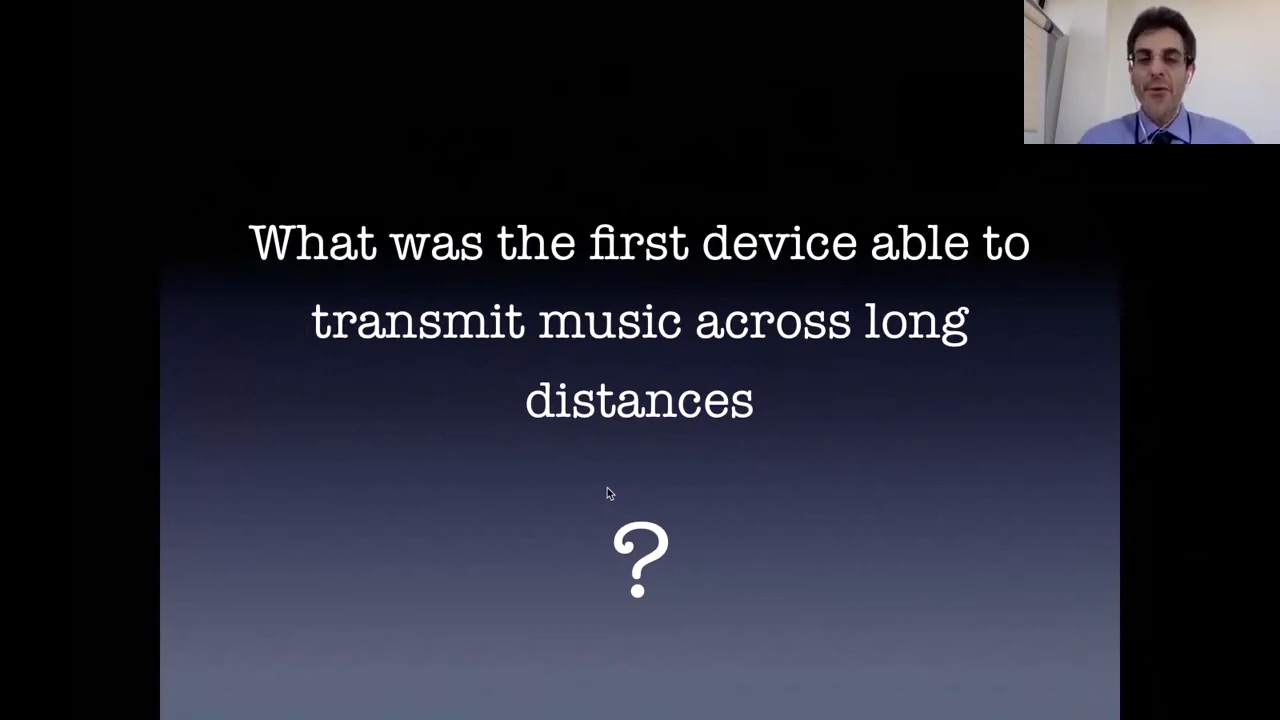 What was the first device able to
transmit music across long
distances
?